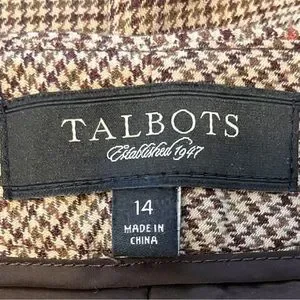 TALBOTS
Established 1947
14
MADE IN
CHINA